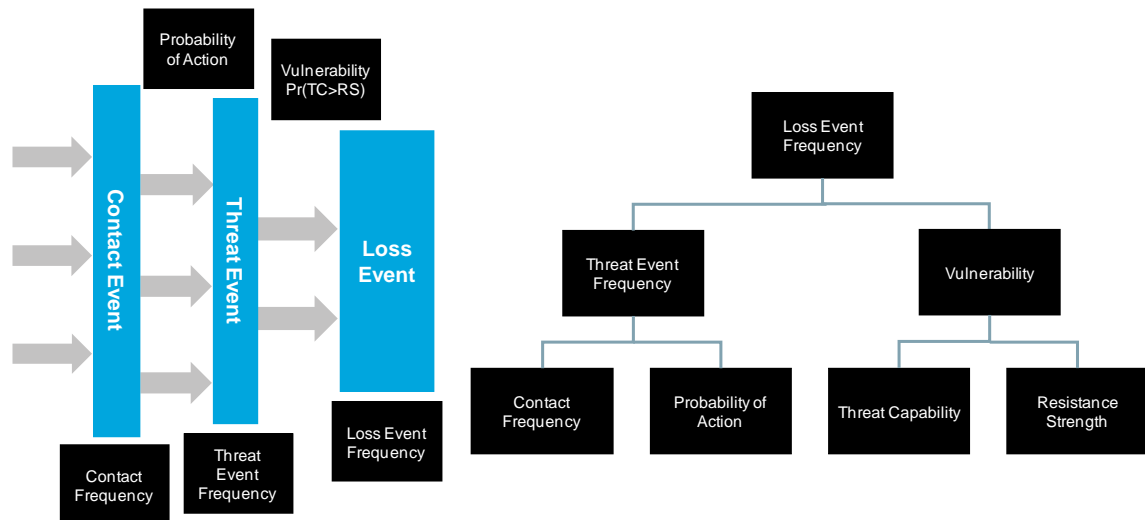 Probability
of Action
Vulnerability
Pr(TC>RS)
Contact Event
Threat Event
Loss
Event
Contact
Frequency
Threat
Event
Frequency
Loss Event
Frequency
Loss Event
Frequency
Threat Event
Frequency
Vulnerability
Contact
Frequency
Probability of
Action
Threat Capability
Resistance
Strength